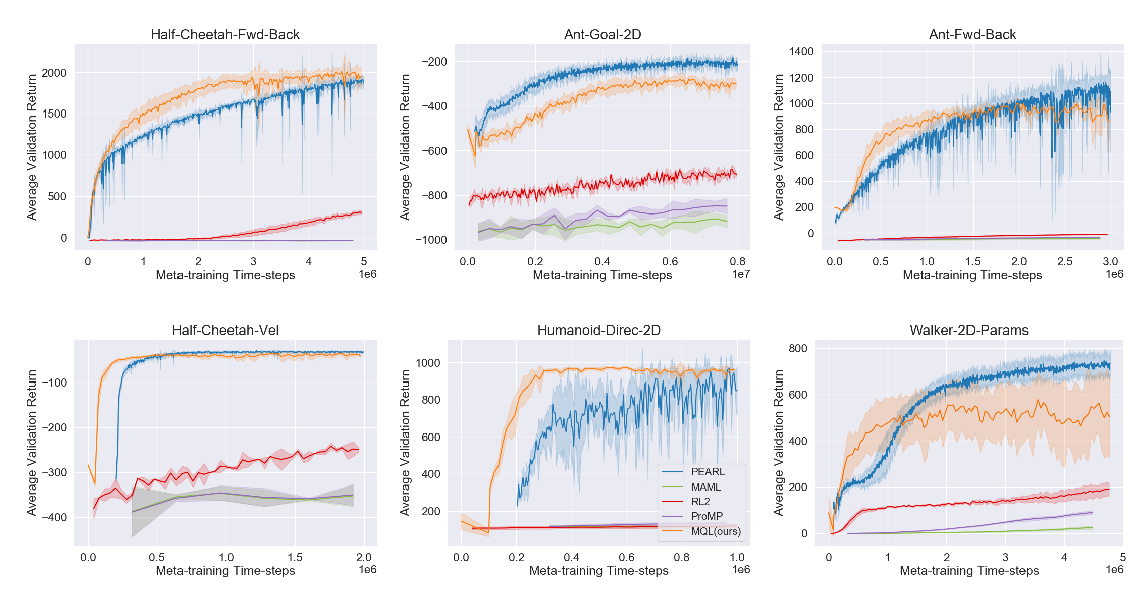 Half-Cheetah-Fwd-Back
Average Validation Return
2000
1500
1000
500
0
0 1 2 3 4 5
1e6
Meta-training Time-steps
Ant-Goal-2D
Average Validation Return
−200
−400
−600
−800
−1000
0.0 0.2 0.4 0.6 0.8
1e7
Meta-training Time-steps
Ant-Fwd-Back
Average Validation Return
1400
1200
1000
800
600
400
200
0
0.0 0.5 1.0 1.5 2.0 2.5 3.0
1e6
Meta-training Time-steps
Half-Cheetah-Vel
Average Validation Return
−100
−200
−300
−400
0.0 0.5 1.0 1.5 2.0
1e6
Meta-training Time-steps
Humanoid-Direc-2D
Average Validation Return
1000
800
600
400
200
PEARL
MAML
RL2
ProMP
MQL(ours)
0.0 0.2 0.4 0.6 0.8 1.0
1e6
Meta-training Time-steps
Walker-2D-Params
Average Validation Return
800
600
400
200
0
0 1 2 3 4 5
1e6
Meta-training Time-steps